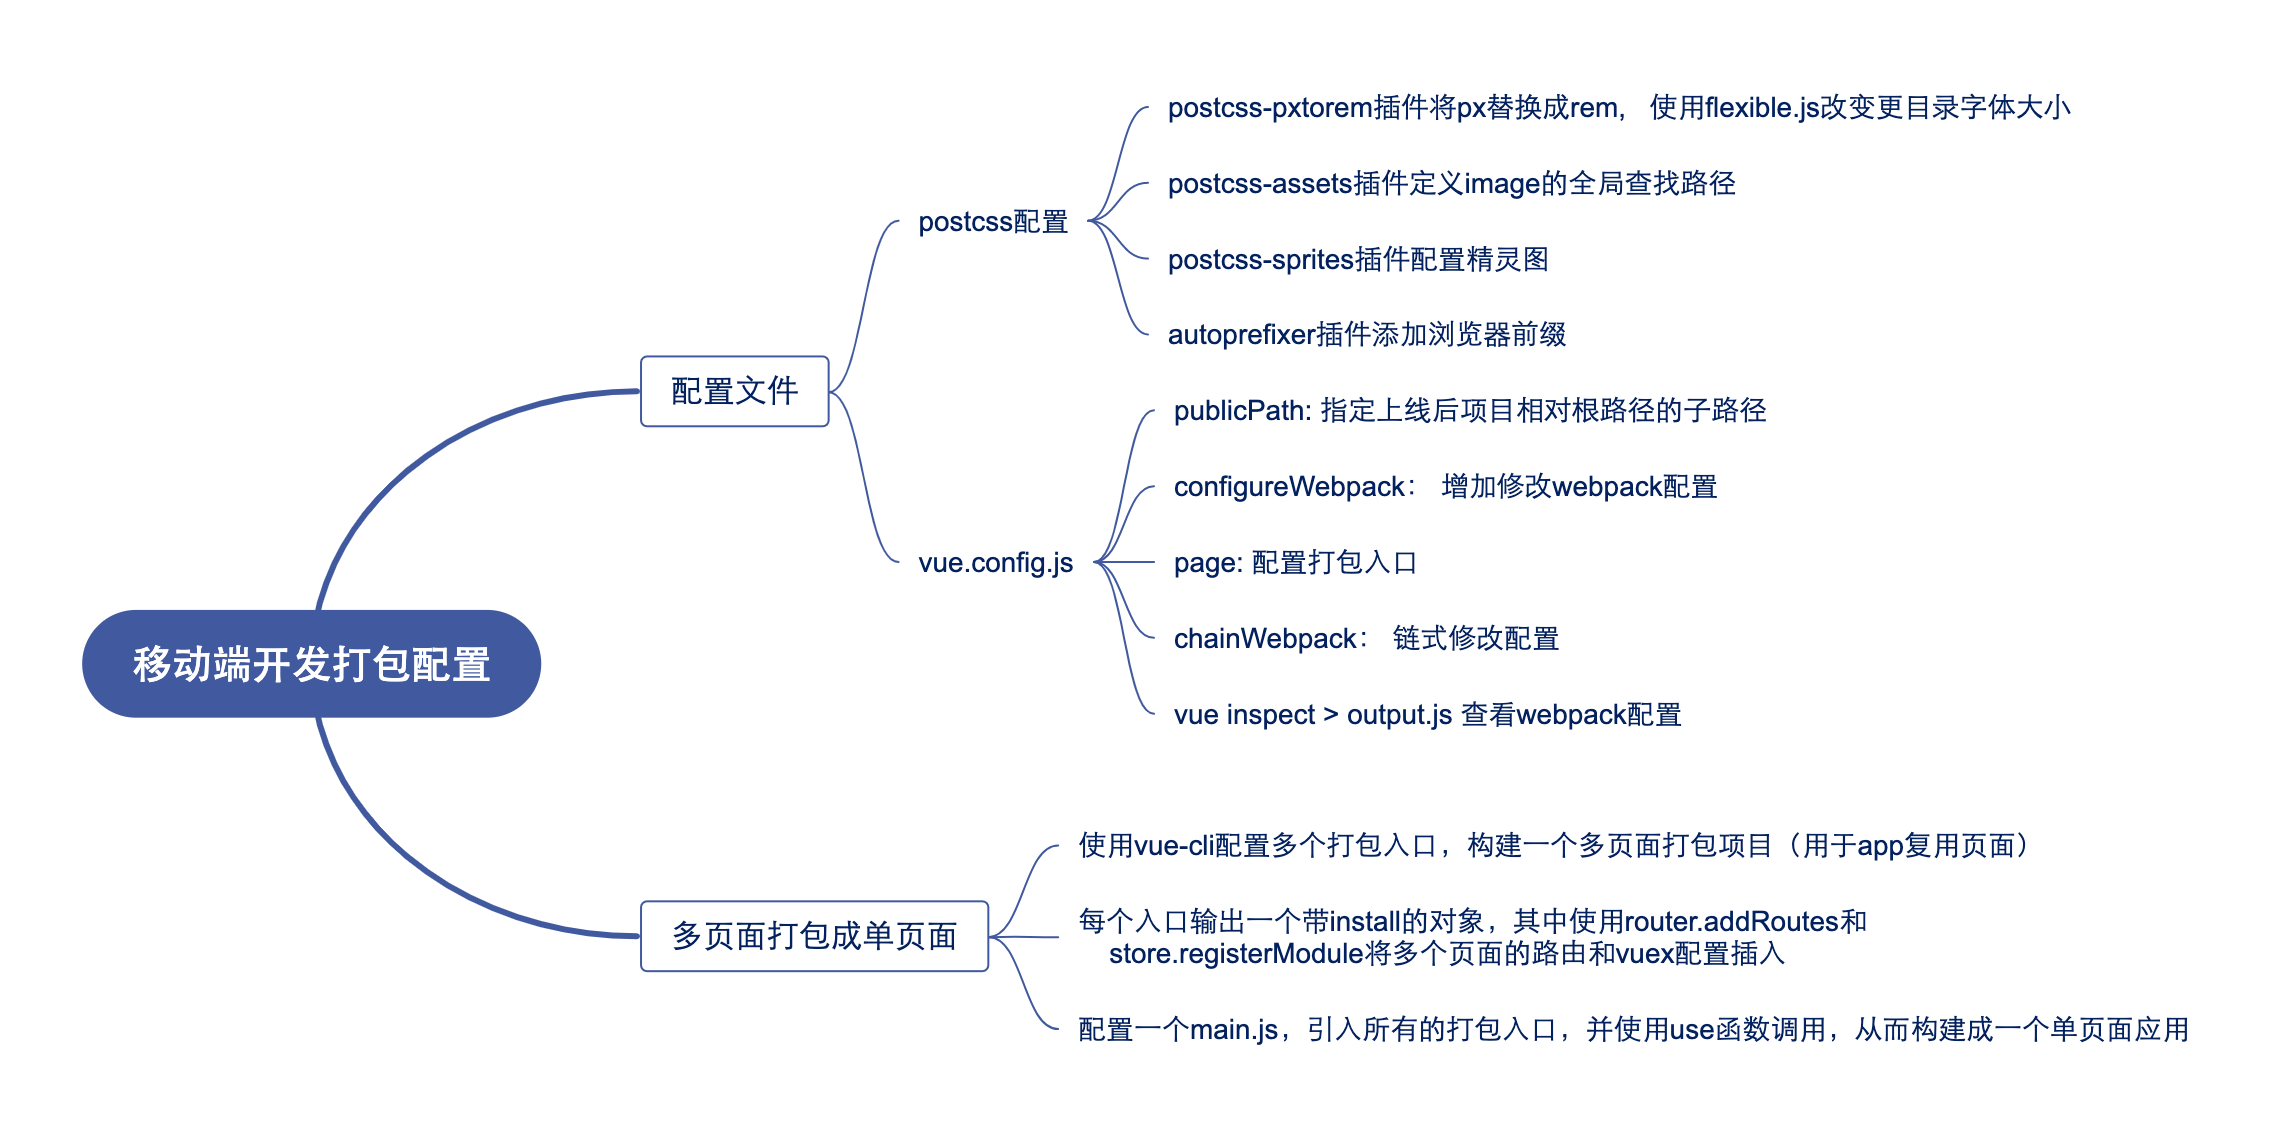 移动端开发打包配置
配置文件
postcss配置
postcss-pxtorem插件将px替换成rem, 使用flexible.js改变更目录字体大小
postcss-assets插件定义image的全局查找路径
postcss-sprites插件配置精灵图
autoprefixer插件添加浏览器前缀
vue.config.js
publicPath: 指定上线后项目相对根路径的子路径
configureWebpack： 增加修改webpack配置
page: 配置打包入口
chainWebpack： 链式修改配置
vue inspect > output.js 查看webpack配置
多页面打包成单页面
使用vue-cli配置多个打包入口，构建一个多页面打包项目（用于app复用页面）
每个入口输出一个带install的对象，其中使用router.addRoutes和
store.registerModule将多个页面的路由和vuex配置插入
配置一个main.js，引入所有的打包入口，并使用use函数调用，从而构建成一个单页面应用